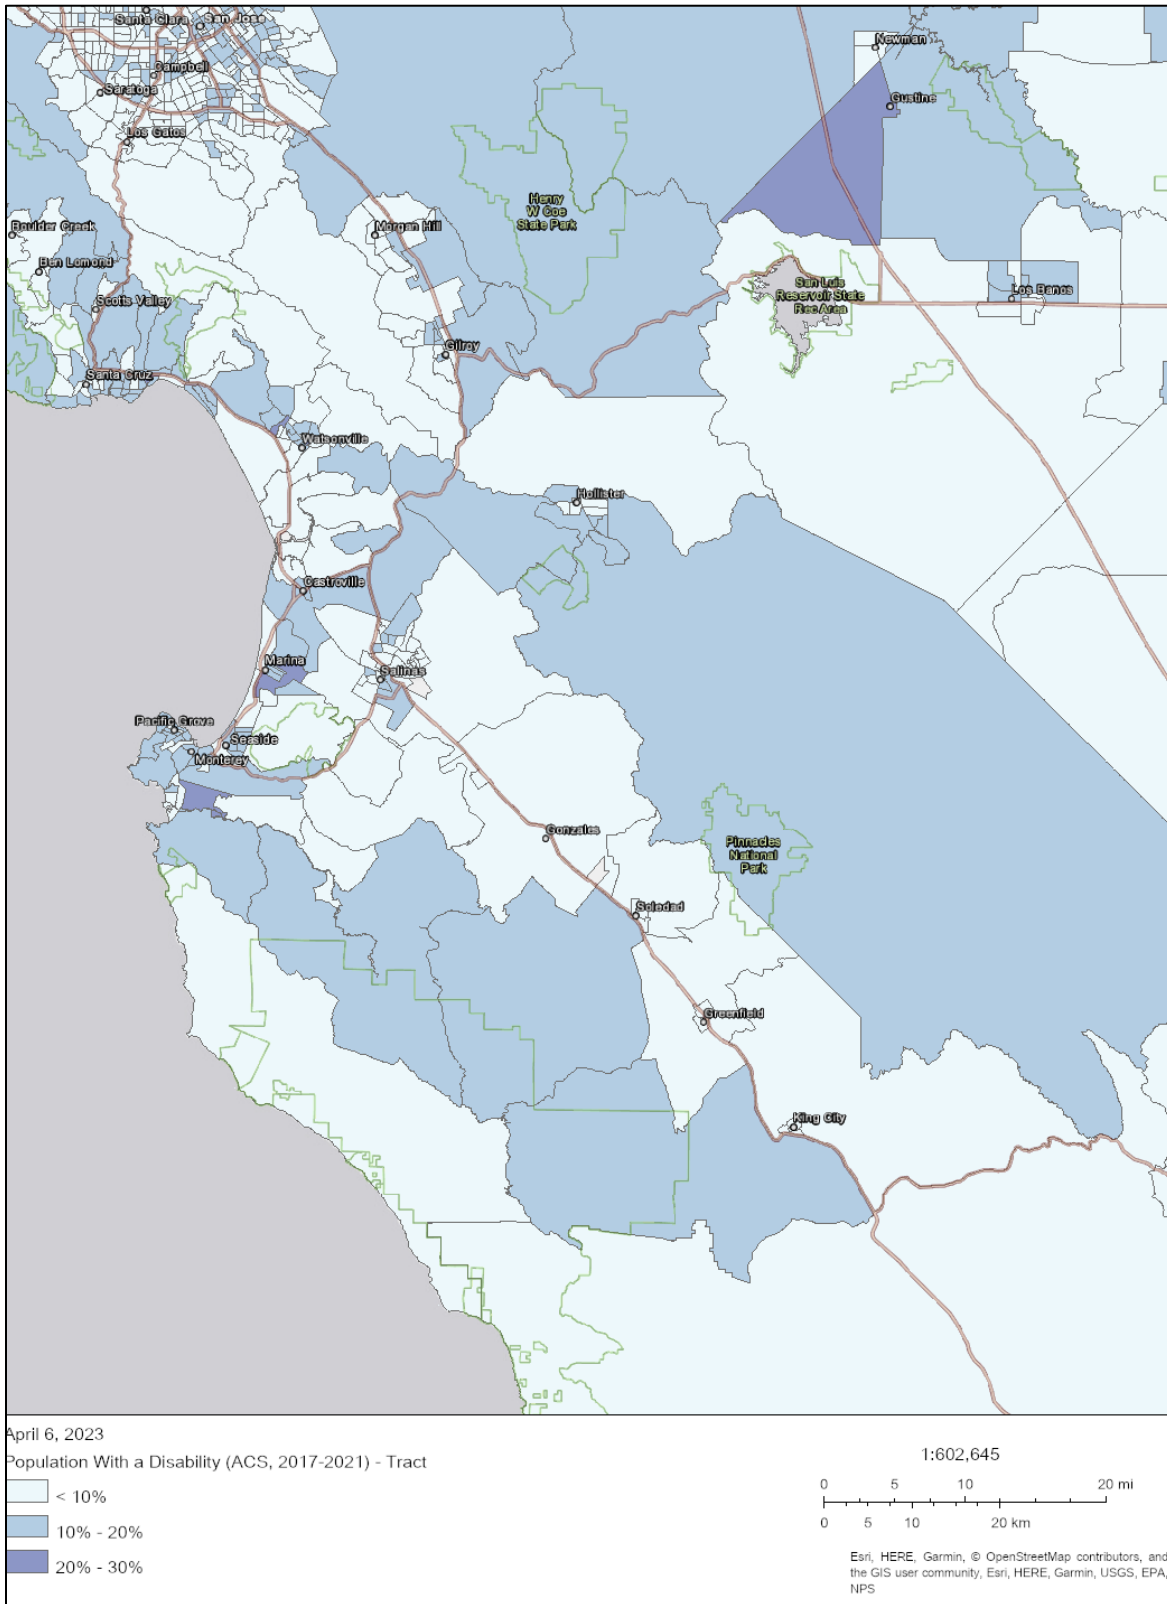 Santa Clara
San Jose
Campbell
Saratoga
Los Gatos
Newman
Gustine
Henry
W Coe
State Park
Boulder Creek
Morgan Hill
Ben Lomond
Scotts Valley
San Luis
Reservoir State
Rec Area
Los Banos
Gilroy
Santa Cruz
Watsonville
Hollister
Castroville
Marina
Salinas
Pacific Grove
Seaside
Monterey
Gonzales
Pinnacles
National
Park
Soledad
Greenfield
King City
April 6, 2023
Population With a Disability (ACS, 2017-2021) - Tract
< 10%
10% - 20%
20% - 30%
1:602,645
0 5 10 20 mi
0 5 10 20 km
Esri, HERE, Garmin, © OpenStreetMap contributors, and
the GIS user community, Esri, HERE, Garmin, USGS, EPA,
NPS